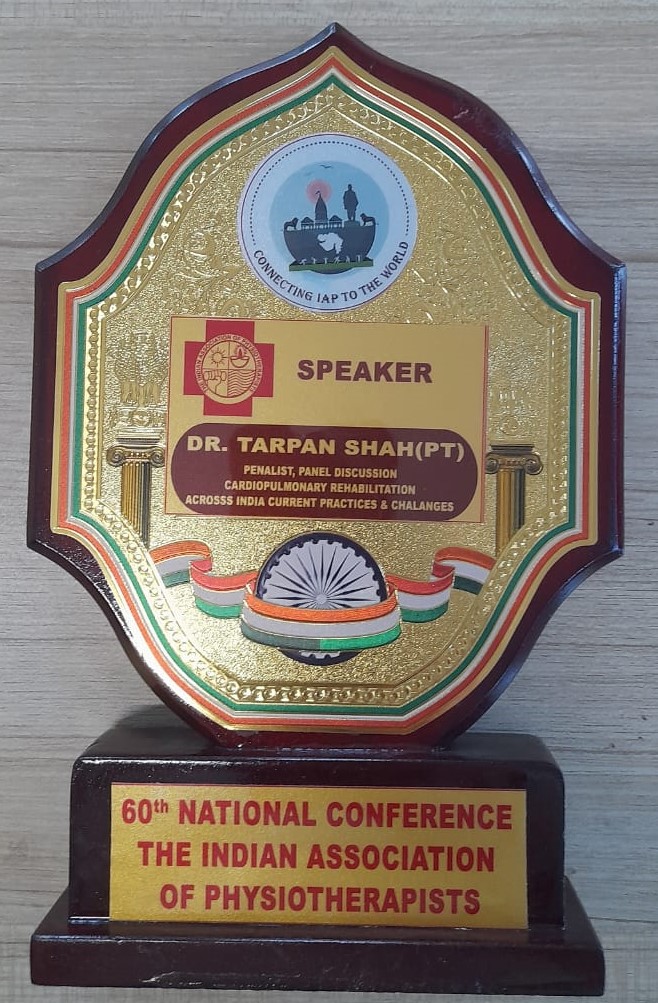 CONNECTING IAP TO THE WORLD
SPEAKER
DR. TARPAN SHAH(PT)
PENALIST, PANEL DISCUSSION
CARDIOPULMONARY REHABILITATION
ACROSSS INDIA CURRENT PRACTICES & CHALANGES
60th NATIONAL CONFERENCE
THE INDIAN ASSOCIATION
OF PHYSIOTHERAPISTS